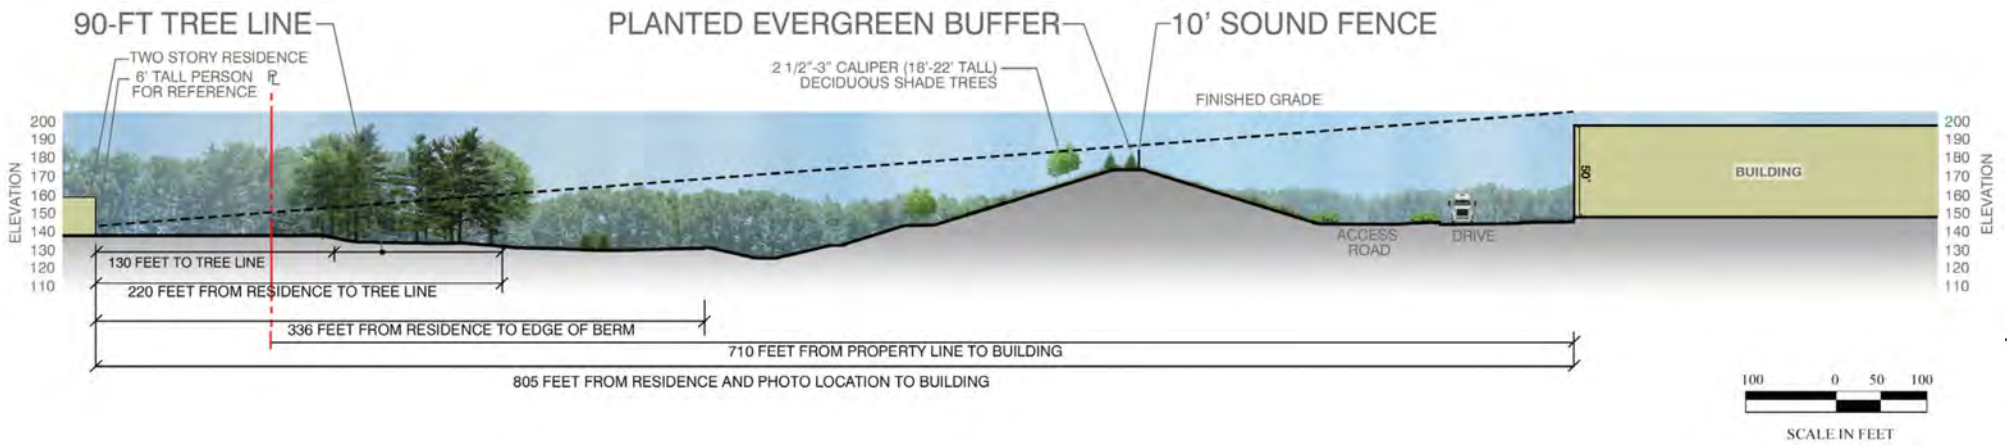 90-FT TREE LINE
PLANTED EVERGREEN BUFFER
10' SOUND FENCE
TWO STORY RESIDENCE
6' TALL PERSON
FOR REFERENCE
PL
2 1/2"-3" CALIPER (18'-22' TALL)
DECIDUOUS SHADE TREES
FINISHED GRADE
ELEVATION
200
190
180
170
160
150
140
130
120
110
50'
BUILDING
ACCESS
ROAD
DRIVE
200
190
180
170
160
150
140
130
120
110
ELEVATION
130 FEET TO TREE LINE
220 FEET FROM RESIDENCE TO TREE LINE
336 FEET FROM RESIDENCE TO EDGE OF BERM
710 FEET FROM PROPERTY LINE TO BUILDING
805 FEET FROM RESIDENCE AND PHOTO LOCATION TO BUILDING
100 0 50 100
SCALE IN FEET